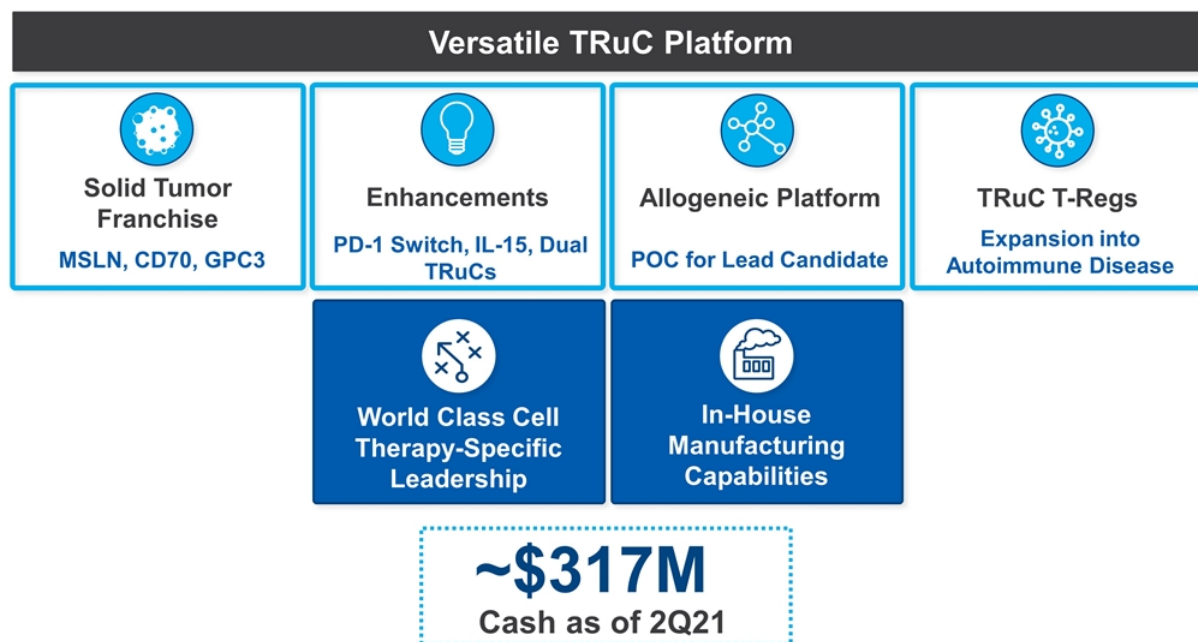 Versatile TRuC Platform
Solid Tumor
Franchise
MSLN, CD70, GPC3
Enhancements
PD-1 Switch, IL-15, Dual
TRuCs
Allogeneic Platform
POC for Lead Candidate
TRuC T-Regs
Expansion into
Autoimmune Disease
World Class Cell
Therapy-Specific
Leadership
In-House
Manufacturing
Capabilities
~$317M
Cash as of 2Q21